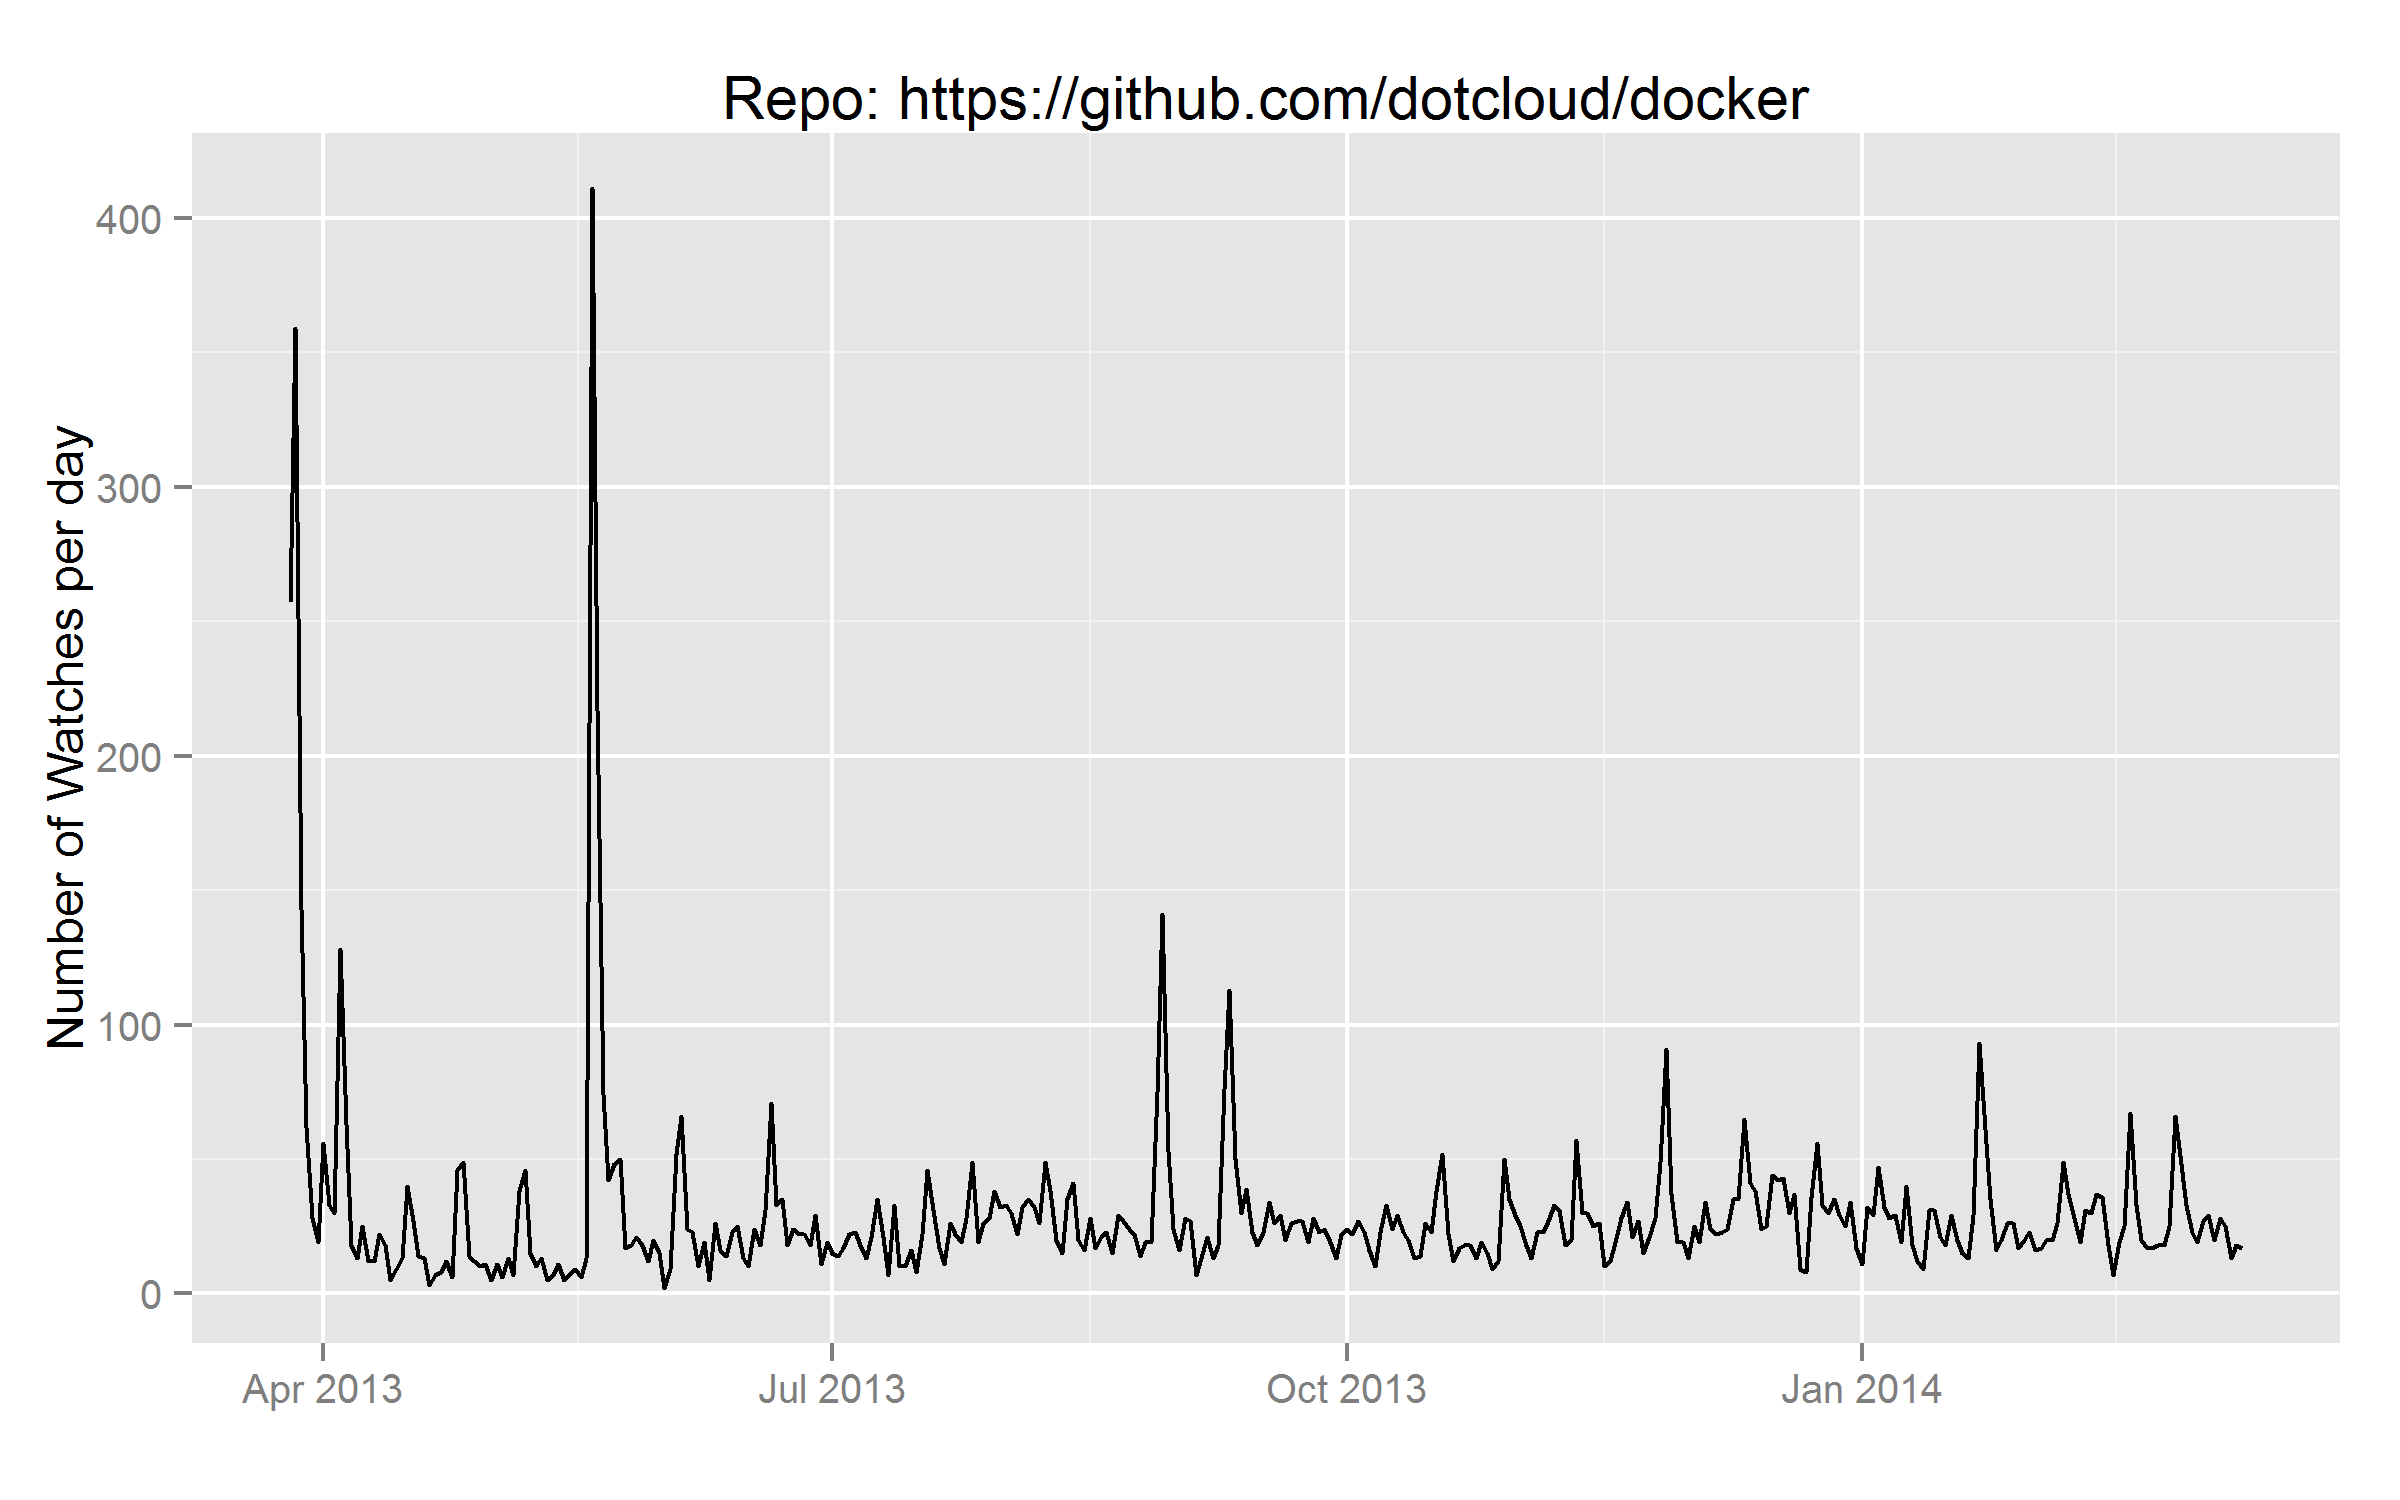 Repo: https://github.com/dotcloud/docker
Number of Watches per day
400
300
200
100
0
Apr 2013
Jul 2013
Oct 2013
Jan 2014